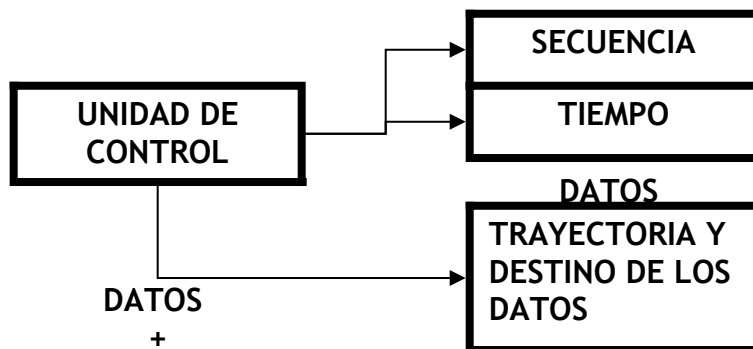 SECUENCIA
UNIDAD DE
CONTROL
TIEMPO
DATOS
TRAYECTORIA Y
DESTINO DE LOS
DATOS
DATOS
+